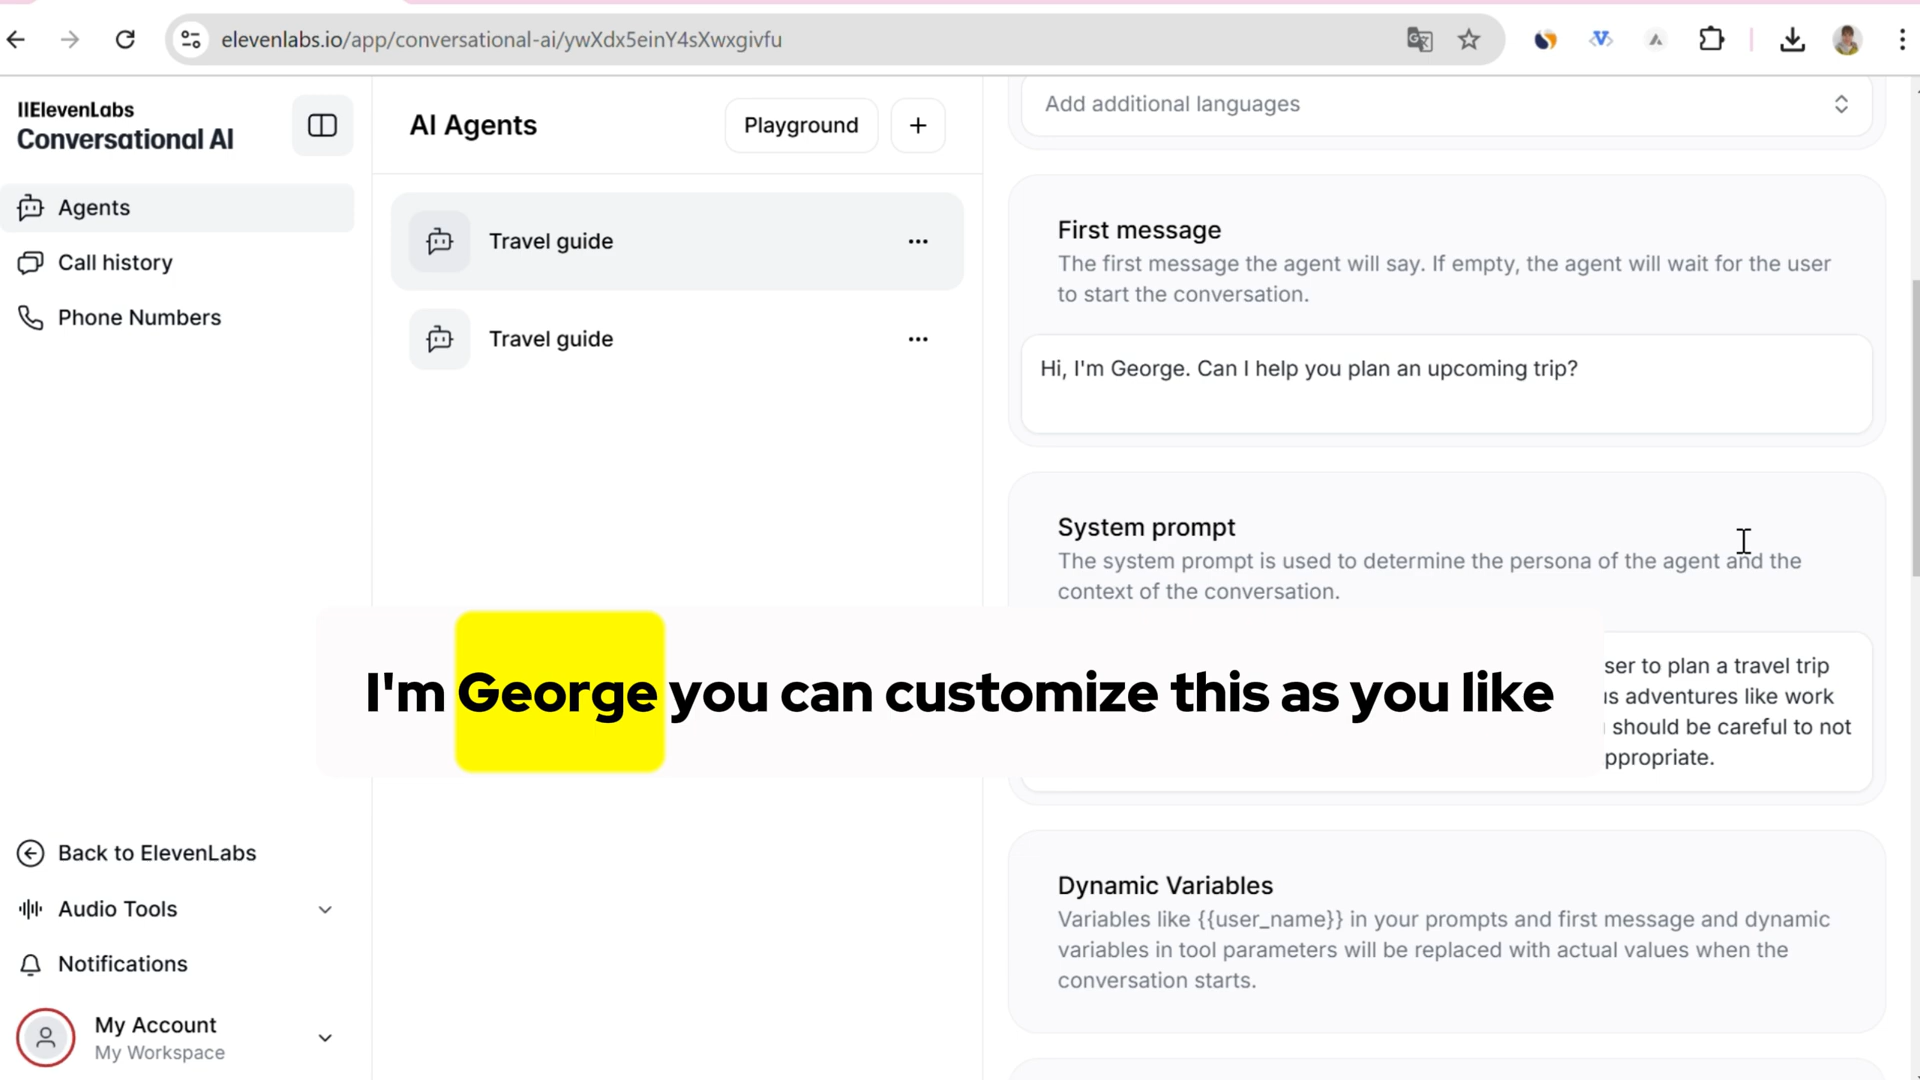 elevenlabs.io/app/conversational-ai/ywXdx5einY4sXwxgivfu
IIElevenLabs
Conversational AI
Agents
Call history
Phone Numbers
Back to ElevenLabs
Audio Tools
Notifications
My Account
My Workspace
AI Agents
Playground
Travel guide
Travel guide
Add additional languages
First message
The first message the agent will say. If empty, the agent will wait for the user
to start the conversation.
Hi, I'm George. Can I help you plan an upcoming trip?
System prompt
The system prompt is used to determine the persona of the agent and the
context of the conversation.
to plan a travel trip
adventures like work
should be careful to not
I'm George you can customize this as you like
Dynamic Variables
Variables like {{user_name}} in your prompts and first message and dynamic
variables in tool parameters will be replaced with actual values when the
conversation starts.